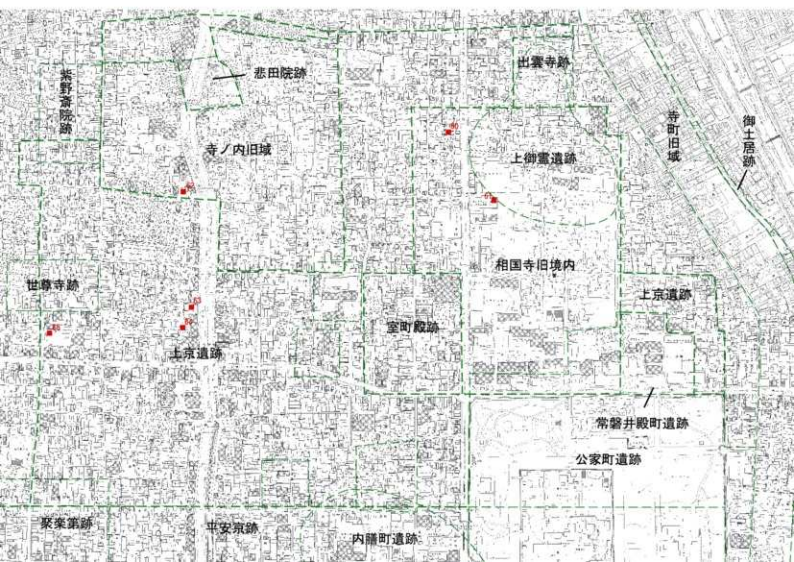 出雲寺跡
悲田院跡
紫野斎院跡
寺町旧域
御土居跡
寺ノ内旧域
上御霊遺跡
相国寺旧境内
世尊寺跡
上京遺跡
室町殿跡
上京遺跡
常磐井殿町遺跡
公家町遺跡
聚楽第跡
平安京跡
内膳町遺跡